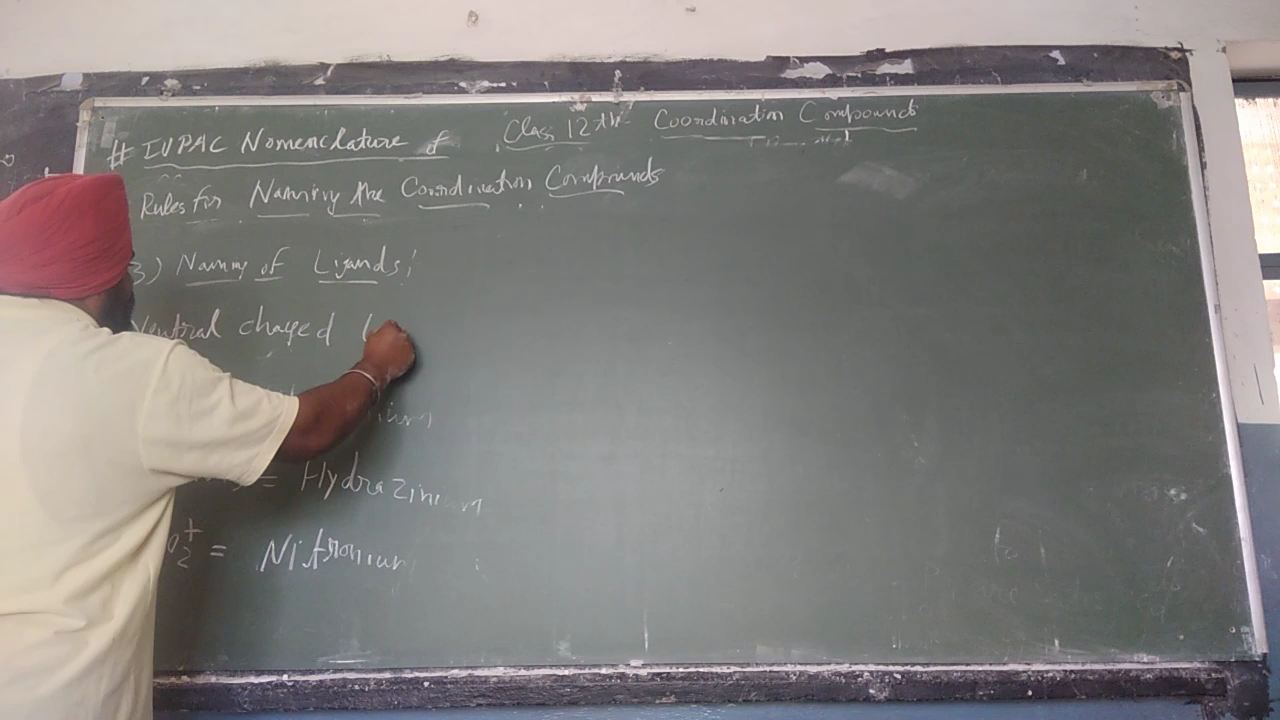 Class 12th Coordination Compounds
# IUPAC Nomenclature of
Rules for Naming the Coordination Compounds
3) Naming of Ligands:
Neutral charged
= Hydrazinium
O₂⁺ = Nitronium